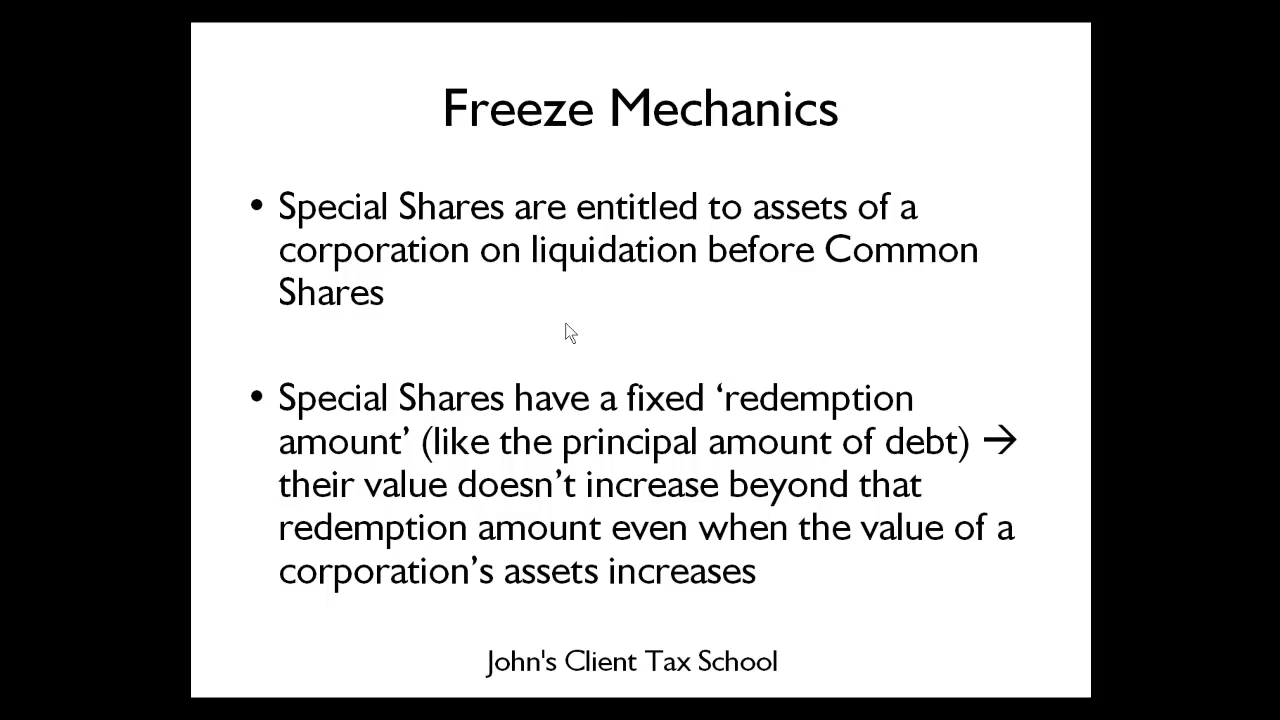 Freeze Mechanics
• Special Shares are entitled to assets of a
corporation on liquidation before Common
Shares
• Special Shares have a fixed ‘redemption
amount’ (like the principal amount of debt) →
their value doesn’t increase beyond that
redemption amount even when the value of a
corporation’s assets increases
John's Client Tax School